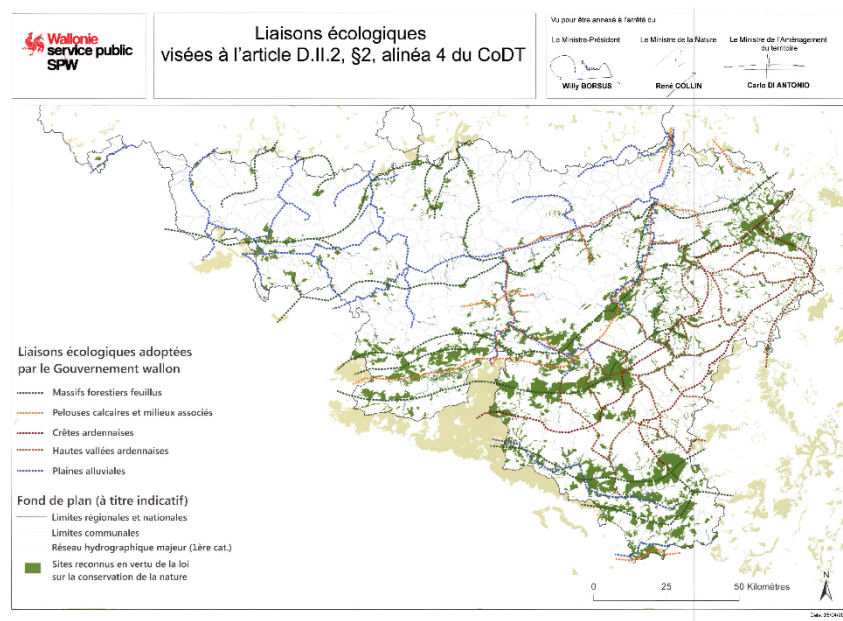 Wallonie
service public
SPW
Liaisons écologiques
visées à l'article D.II.2, §2, alinéa 4 du CoDT
Vu pour être annexé à l'arrêté du
Le Ministre-Président
Le Ministre de la Nature
Le Ministre de l'Aménagement
du territoire
Willy BORSUS
René COLLIN
Carlo DI ANTONIO
Liaisons écologiques adoptées
par le Gouvernement wallon
Massifs forestiers feuillus
Pelouses calcaires et milieux associés
Crêtes ardennaises
Hautes vallées ardennaises
Plaines alluviales
Fond de plan (à titre indicatif)
Limites régionales et nationales
Limites communales
Réseau hydrographique majeur (1ère cat.)
Sites reconnus en vertu de la loi
sur la conservation de la nature
0 25 50 Kilomètres
N
Date: